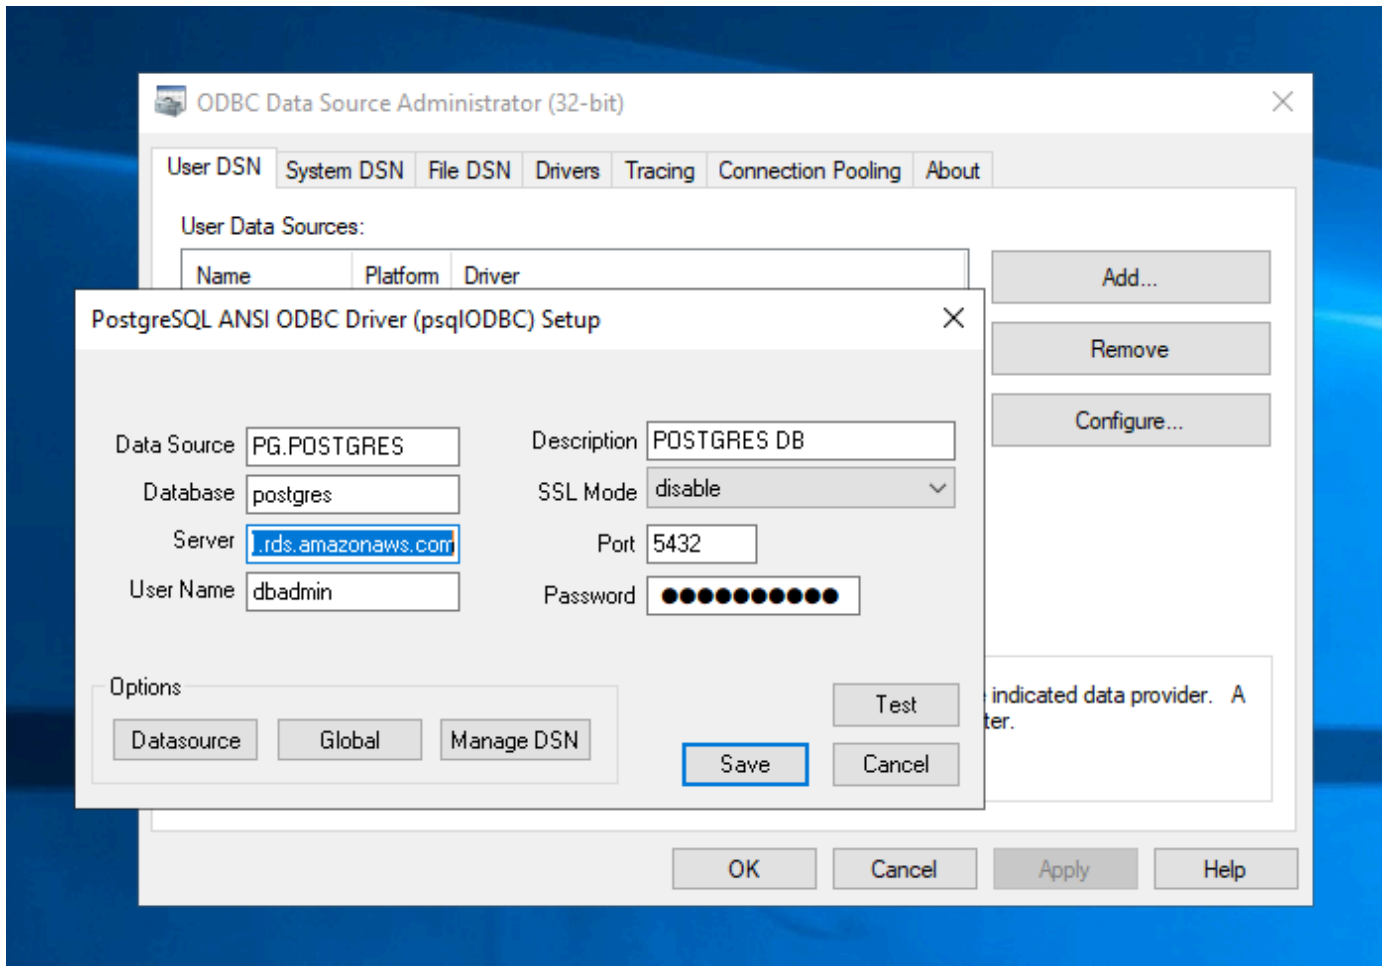 ODBC Data Source Administrator (32-bit)
User DSN System DSN File DSN Drivers Tracing Connection Pooling About
User Data Sources:
Name Platform Driver
Add...
Remove
Configure...
PostgreSQL ANSI ODBC Driver (psqlODBC) Setup
Data Source PG.POSTGRES Description POSTGRES DB
Database postgres SSL Mode disable
Server .rds.amazonaws.com Port 5432
User Name dbadmin Password ●●●●●●●●●●
Options
Datasource Global Manage DSN
Test
Save Cancel
indicated data provider. A
ter.
OK Cancel Apply Help